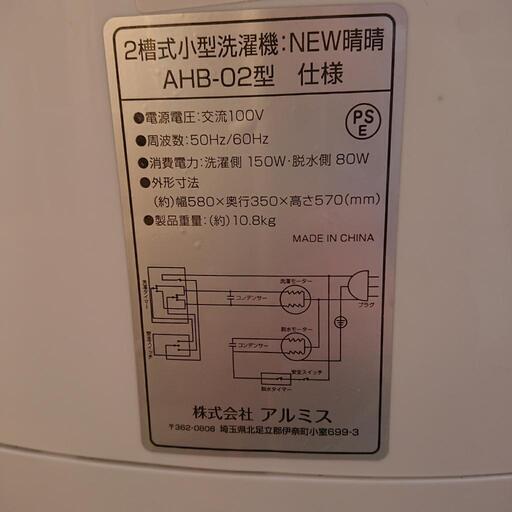 2槽式小型洗濯機:NEW晴晴
AHB-02型 仕様
●電源電圧:交流100V
PS
E
●周波数:50Hz/60Hz
●消費電力:洗濯側 150W・脱水側 80W
●外形寸法
(約)幅580×奥行350×高さ570(mm)
●製品重量:(約)10.8kg
MADE IN CHINA
洗濯モーター
コンデンサー
プラグ
洗濯タイマー
脱水モーター
コンデンサー
安全スイッチ
脱水タイマー
株式会社 アルミス
〒362-0806 埼玉県北足立郡伊奈町小室699-3